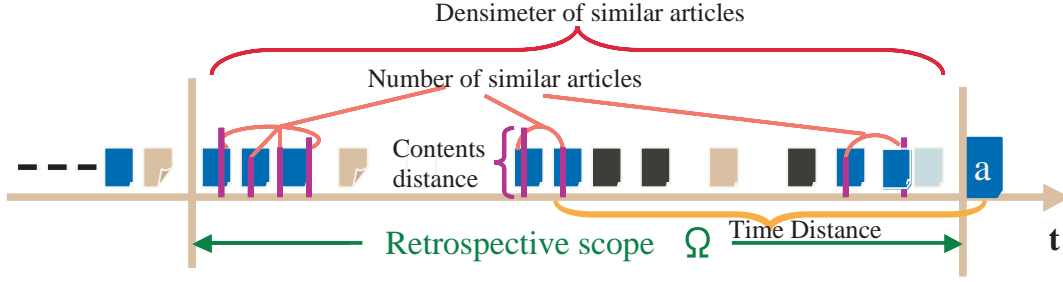 Densimeter of similar articles
Number of similar articles
Contents
distance
a
Time Distance
Retrospective scope Ω
t